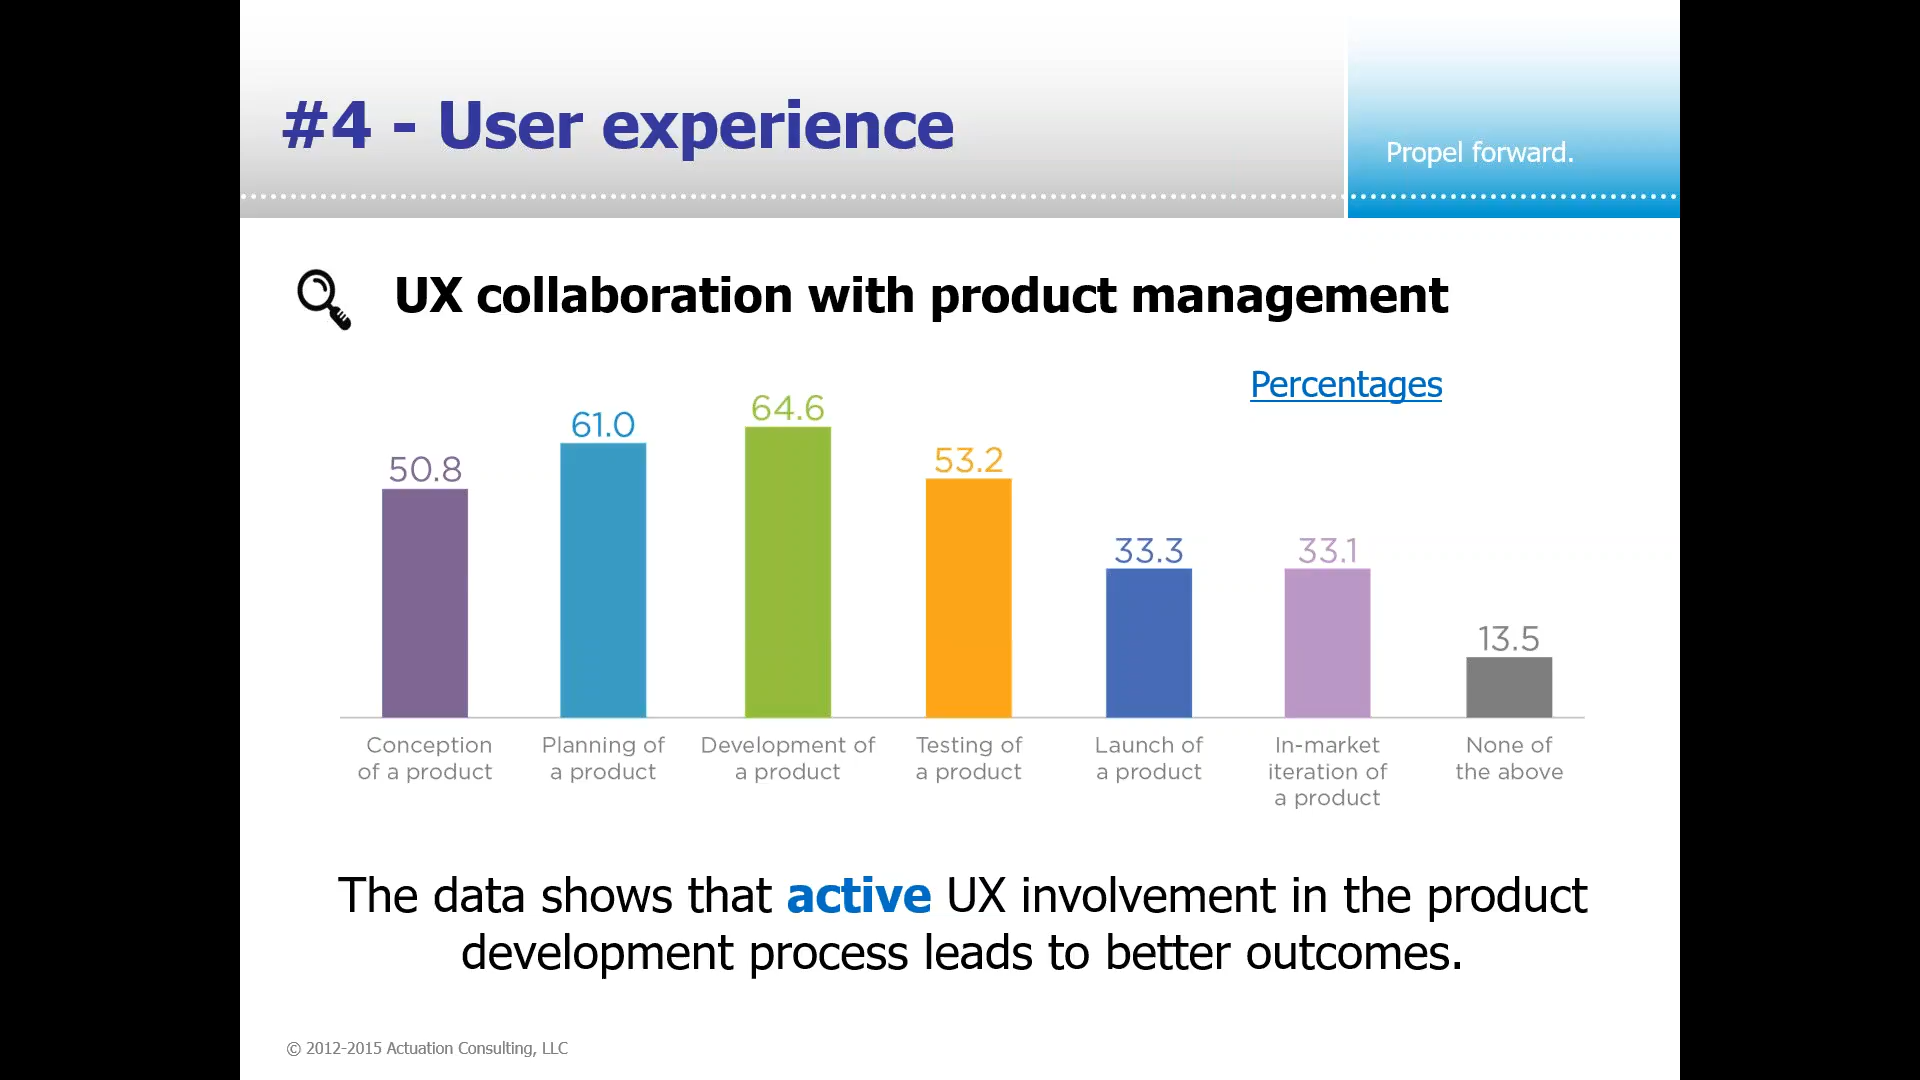 #4 - User experience
Propel forward.
UX collaboration with product management
Percentages
50.8
61.0
64.6
53.2
33.3
33.1
13.5
Conception
of a product
Planning of
a product
Development of
a product
Testing of
a product
Launch of
a product
In-market
iteration of
a product
None of
the above
The data shows that active UX involvement in the product
development process leads to better outcomes.
© 2012-2015 Actuation Consulting, LLC